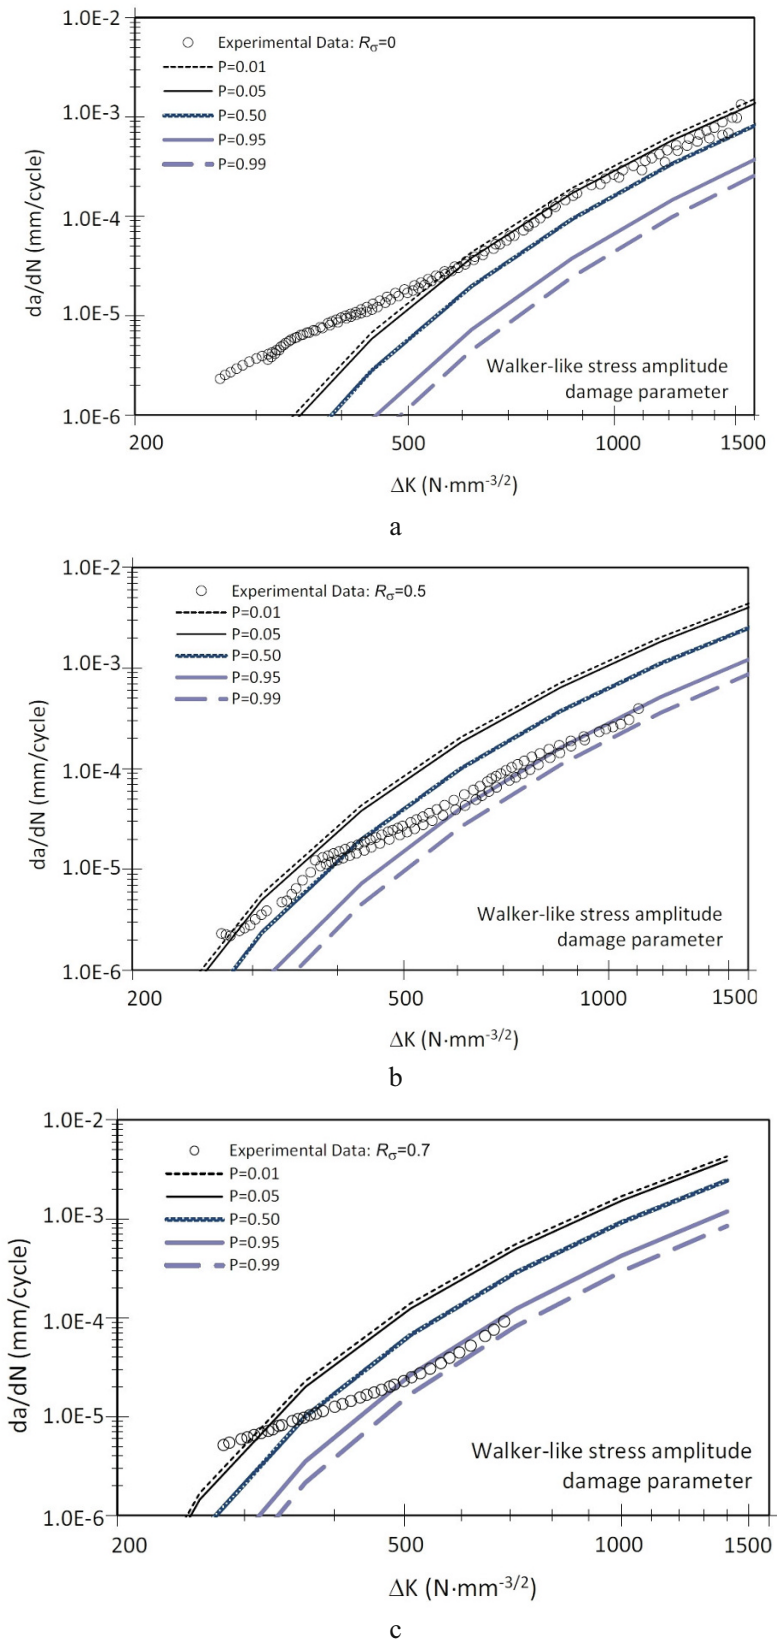 1.0E-2
Experimental Data: Rσ=0
P=0.01
P=0.05
P=0.50
P=0.95
P=0.99
1.0E-3
1.0E-4
1.0E-5
1.0E-6
da/dN (mm/cycle)
Walker-like stress amplitude
damage parameter
200 500 1000 1500
ΔK (N·mm-3/2)
a
1.0E-2
Experimental Data: Rσ=0.5
P=0.01
P=0.05
P=0.50
P=0.95
P=0.99
1.0E-3
1.0E-4
1.0E-5
1.0E-6
da/dN (mm/cycle)
Walker-like stress amplitude
damage parameter
200 500 1000 1500
ΔK (N·mm-3/2)
b
1.0E-2
Experimental Data: Rσ=0.7
P=0.01
P=0.05
P=0.50
P=0.95
P=0.99
1.0E-3
1.0E-4
1.0E-5
1.0E-6
da/dN (mm/cycle)
Walker-like stress amplitude
damage parameter
200 500 1000 1500
ΔK (N·mm-3/2)
c